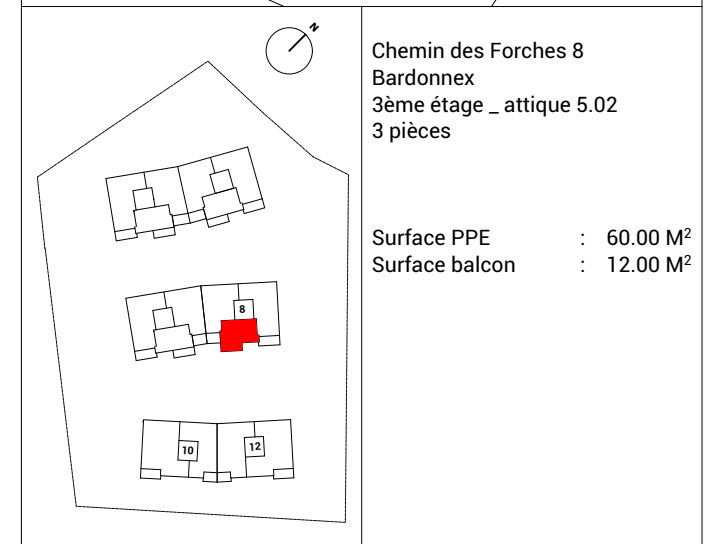 N
Chemin des Forches 8
Bardonnex
3ème étage _ attique 5.02
3 pièces
Surface PPE : 60.00 M²
Surface balcon : 12.00 M²
8
10
12